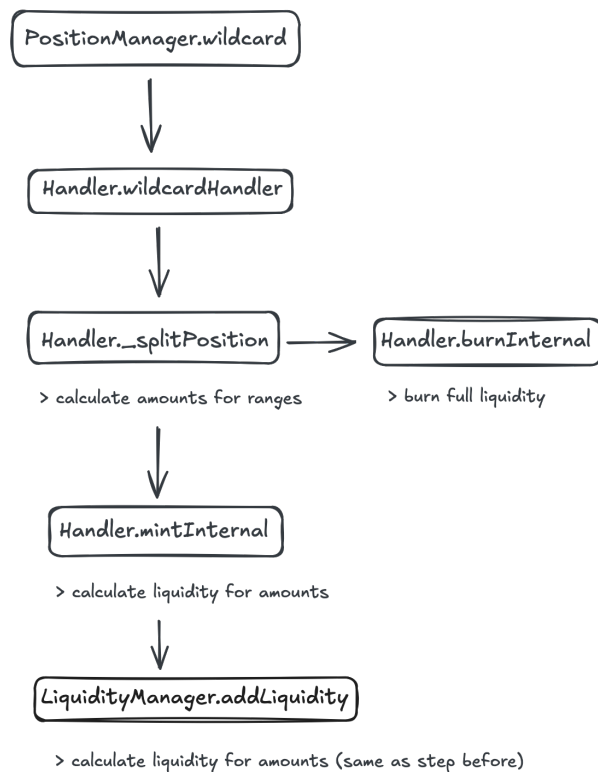 PositionManager.wildcard
Handler.wildcardHandler
Handler._splitPosition
Handler.burnInternal
> calculate amounts for ranges
> burn full liquidity
Handler.mintInternal
> calculate liquidity for amounts
LiquidityManager.addLiquidity
> calculate liquidity for amounts (same as step before)